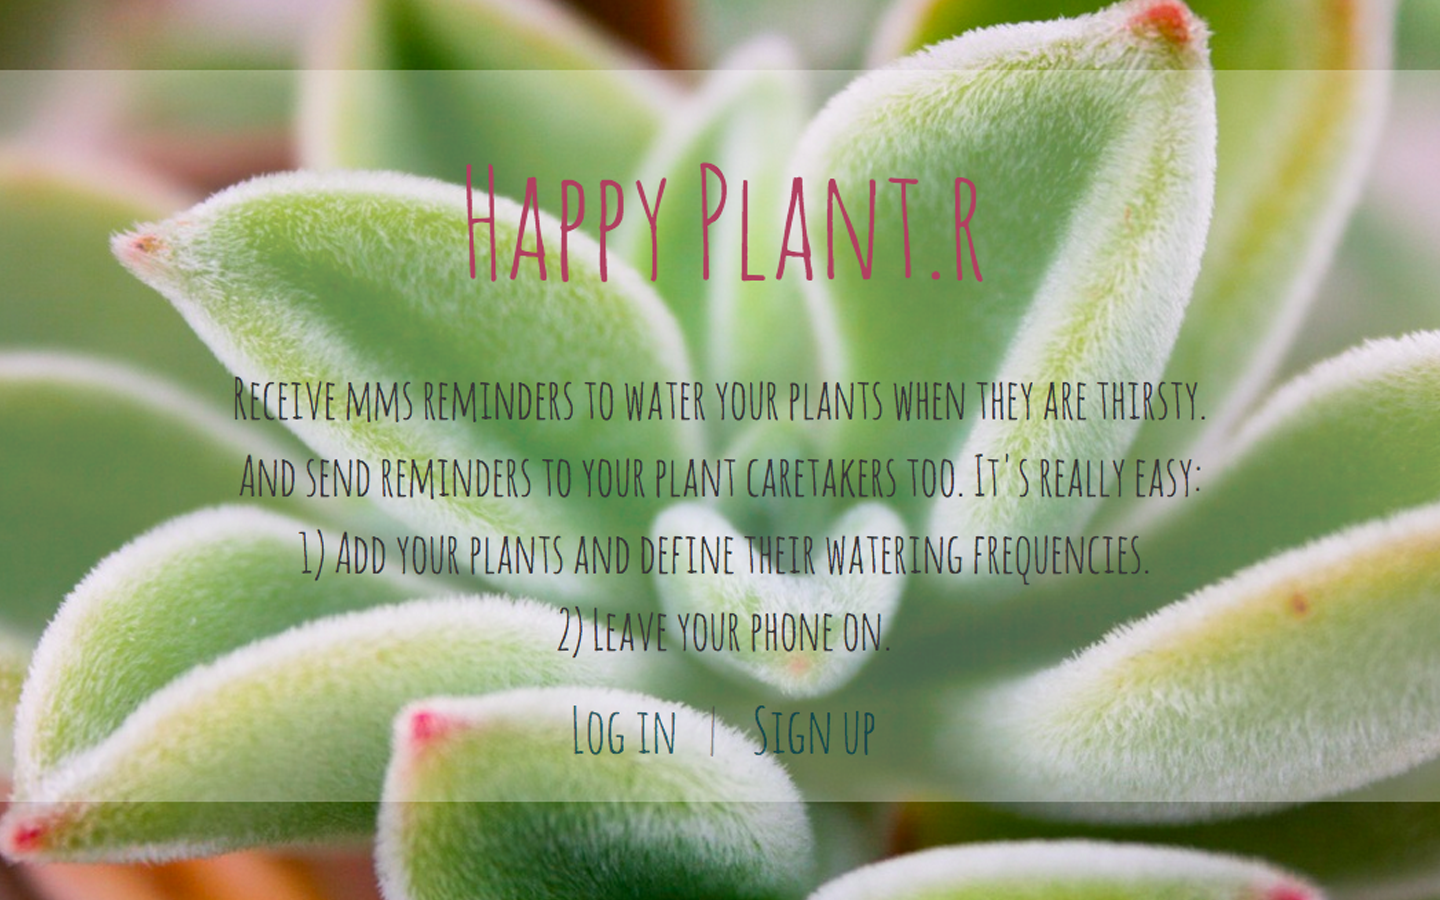 Happy Plant.r
Receive mms reminders to water your plants when they are thirsty.
And send reminders to your plant caretakers too. It's really easy:
1) Add your plants and define their watering frequencies.
2) Leave your phone on.
Log in | Sign up